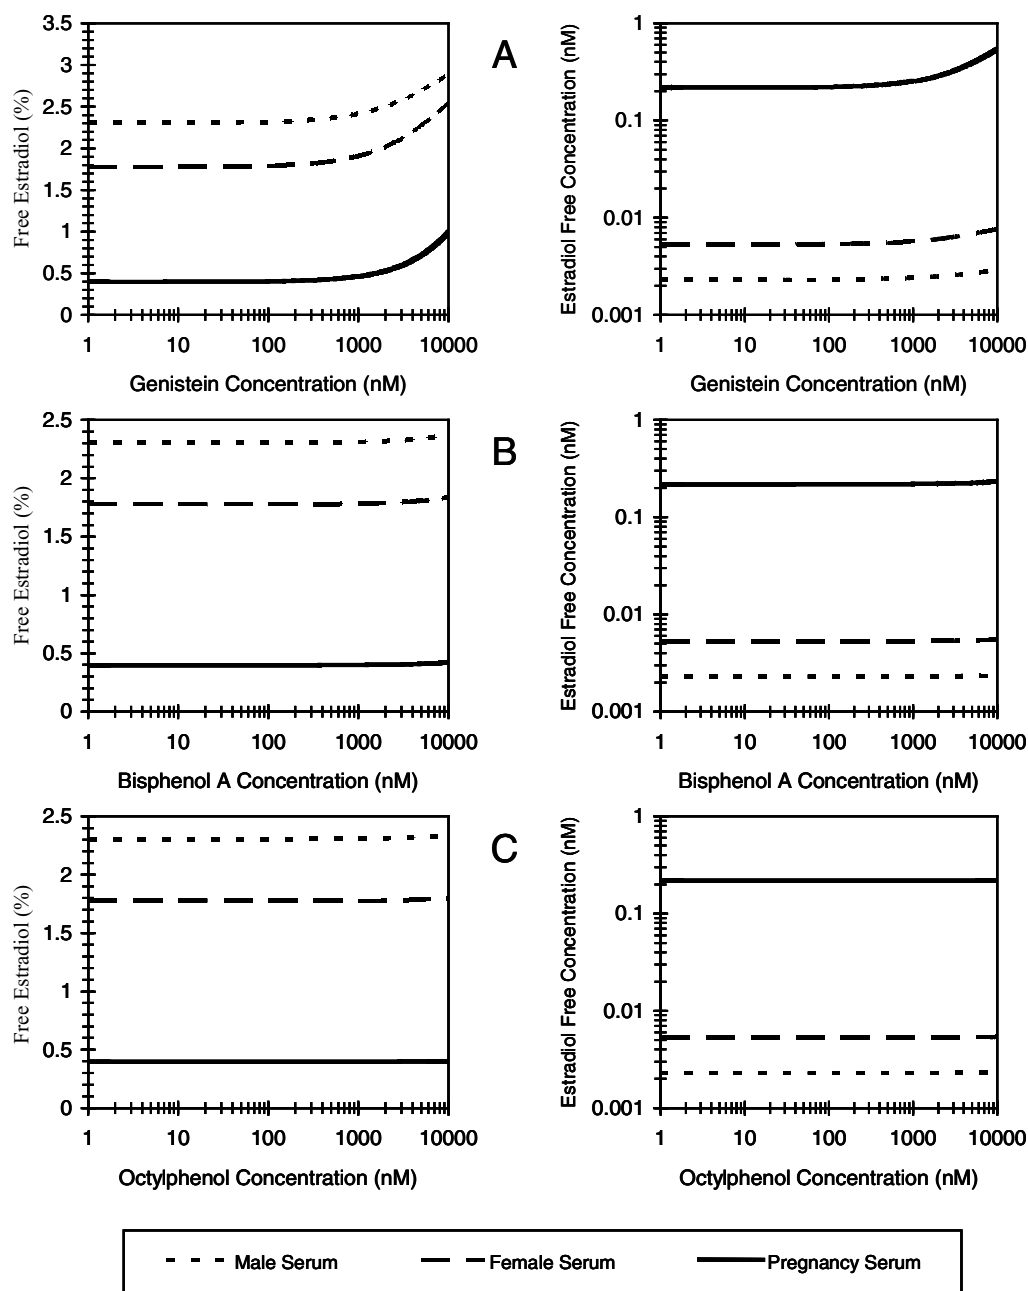 A
Free Estradiol (%)
3.5
3
2.5
2
1.5
1
0.5
0
1 10 100 1000 10000
Genistein Concentration (nM)
Estradiol Free Concentration (nM)
1
0.1
0.01
0.001
1 10 100 1000 10000
Genistein Concentration (nM)
B
Free Estradiol (%)
2.5
2
1.5
1
0.5
0
1 10 100 1000 10000
Bisphenol A Concentration (nM)
Estradiol Free Concentration (nM)
1
0.1
0.01
0.001
1 10 100 1000 10000
Bisphenol A Concentration (nM)
C
Free Estradiol (%)
2.5
2
1.5
1
0.5
0
1 10 100 1000 10000
Octylphenol Concentration (nM)
Estradiol Free Concentration (nM)
1
0.1
0.01
0.001
1 10 100 1000 10000
Octylphenol Concentration (nM)
Male Serum Female Serum Pregnancy Serum